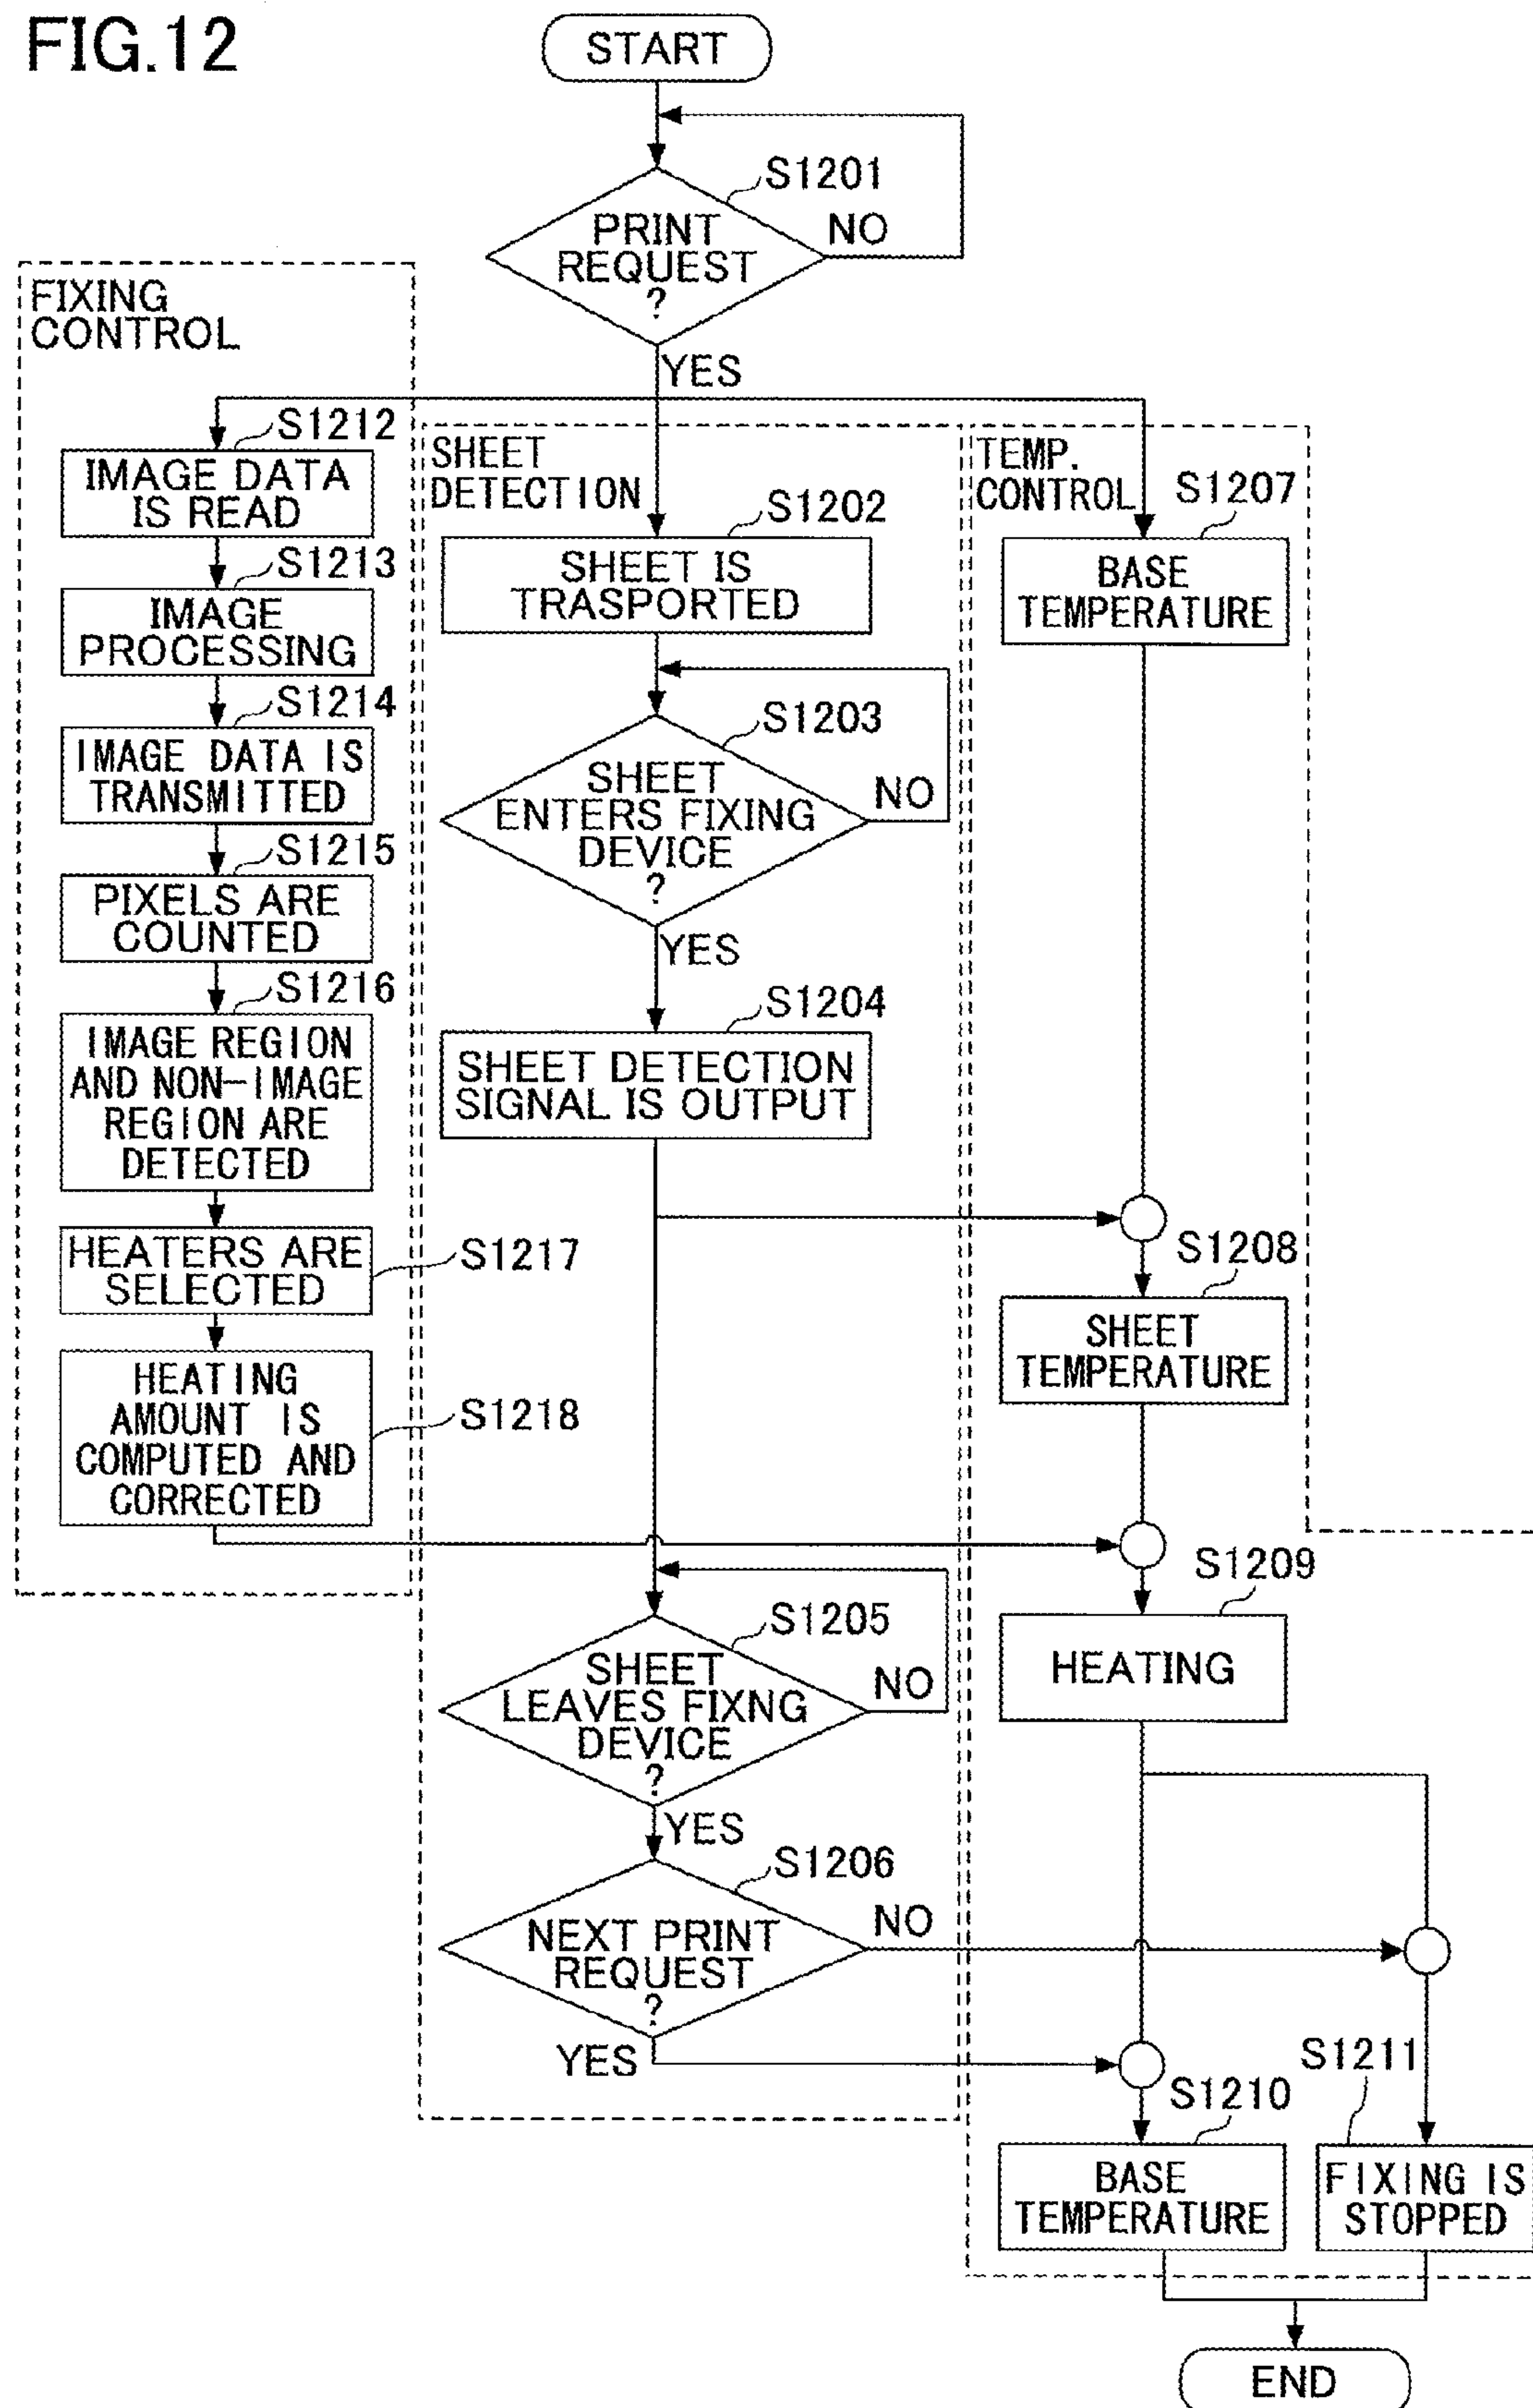 FIG.12
START
S1201
PRINT
REQUEST
?
NO
YES
FIXING
CONTROL
S1212
IMAGE DATA
IS READ
S1213
IMAGE
PROCESSING
S1214
IMAGE DATA IS
TRANSMITTED
S1215
PIXELS ARE
COUNTED
S1216
IMAGE REGION
AND NON-IMAGE
REGION ARE
DETECTED
S1217
HEATERS ARE
SELECTED
S1218
HEATING
AMOUNT IS
COMPUTED AND
CORRECTED
SHEET
DETECTION
S1202
SHEET IS
TRASPORTED
S1203
SHEET
ENTERS FIXING
DEVICE
?
NO
YES
S1204
SHEET DETECTION
SIGNAL IS OUTPUT
S1205
SHEET
LEAVES FIXNG
DEVICE
?
NO
YES
S1206
NEXT PRINT
REQUEST
?
NO
YES
TEMP.
CONTROL
S1207
BASE
TEMPERATURE
S1208
SHEET
TEMPERATURE
S1209
HEATING
S1210
BASE
TEMPERATURE
S1211
FIXING IS
STOPPED
END